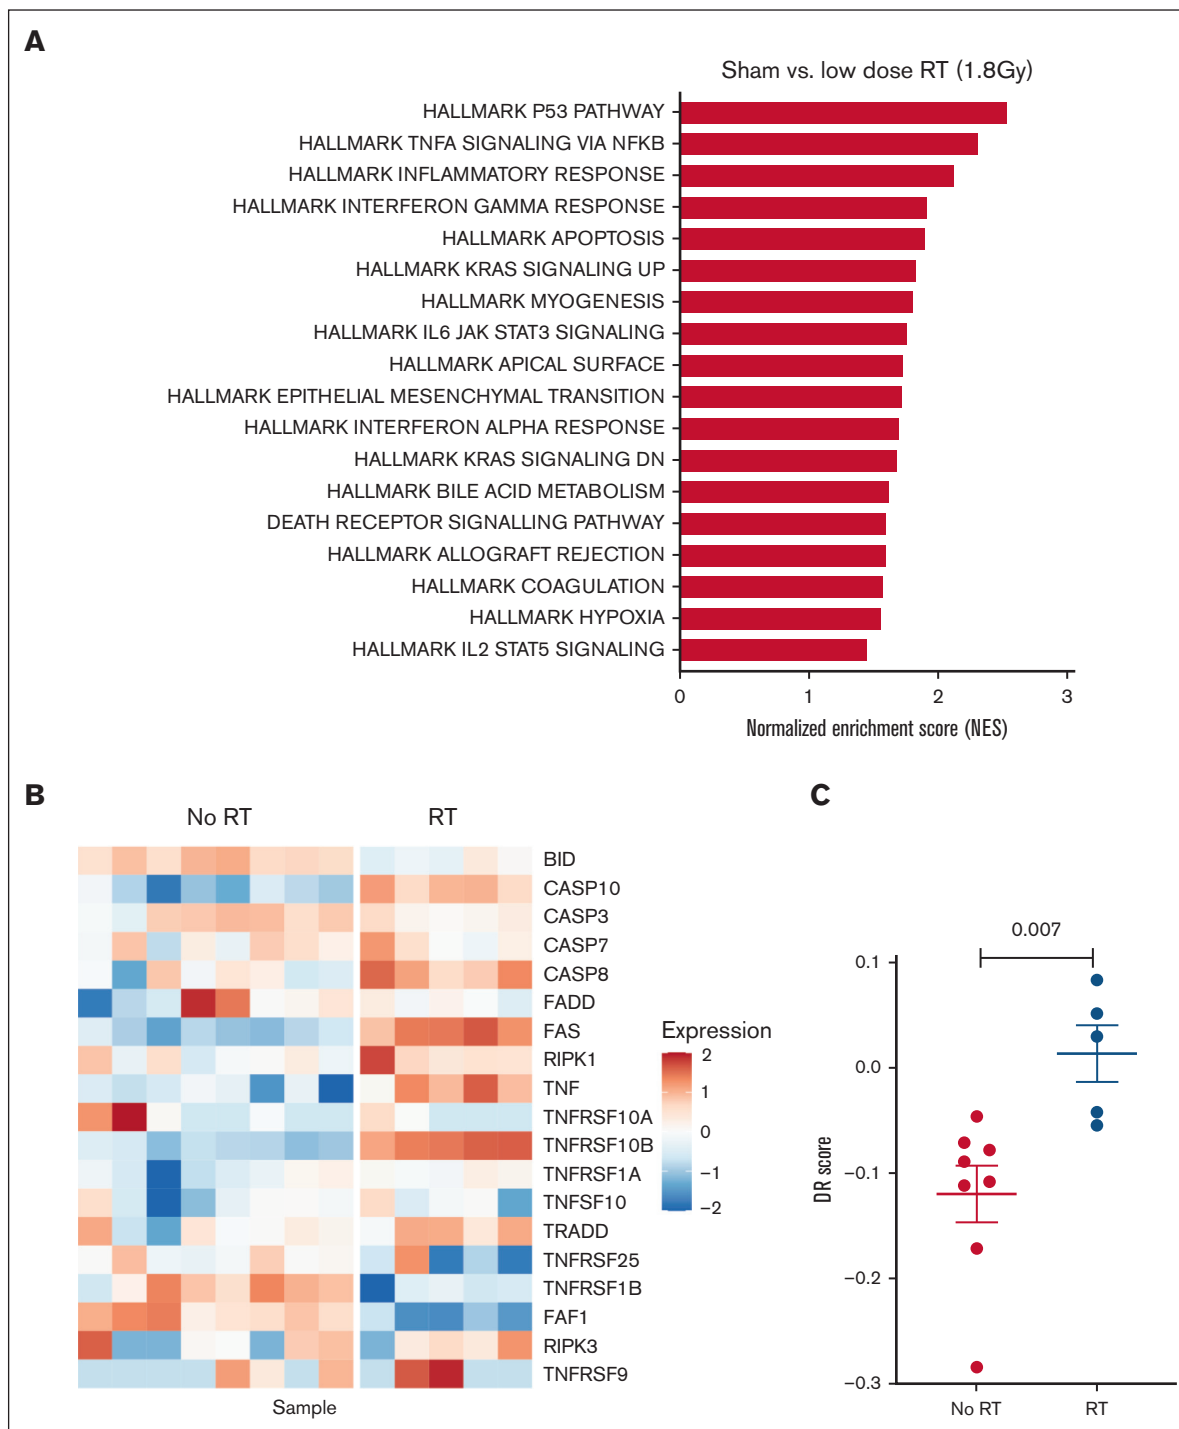 A
Sham vs. low dose RT (1.8Gy)
HALLMARK P53 PATHWAY
HALLMARK TNFA SIGNALING VIA NFKB
HALLMARK INFLAMMATORY RESPONSE
HALLMARK INTERFERON GAMMA RESPONSE
HALLMARK APOPTOSIS
HALLMARK KRAS SIGNALING UP
HALLMARK MYOGENESIS
HALLMARK IL6 JAK STAT3 SIGNALING
HALLMARK APICAL SURFACE
HALLMARK EPITHELIAL MESENCHYMAL TRANSITION
HALLMARK INTERFERON ALPHA RESPONSE
HALLMARK KRAS SIGNALING DN
HALLMARK BILE ACID METABOLISM
DEATH RECEPTOR SIGNALLING PATHWAY
HALLMARK ALLOGRAFT REJECTION
HALLMARK COAGULATION
HALLMARK HYPOXIA
HALLMARK IL2 STAT5 SIGNALING
0 1 2 3
Normalized enrichment score (NES)
B
No RT RT
BID
CASP10
CASP3
CASP7
CASP8
FADD
FAS
RIPK1
TNF
TNFRSF10A
TNFRSF10B
TNFRSF1A
TNFSF10
TRADD
TNFRSF25
TNFRSF1B
FAF1
RIPK3
TNFRSF9
Sample
Expression
2
1
0
−1
−2
C
0.007
0.1
0.0
−0.1
−0.2
−0.3
DR score
No RT RT